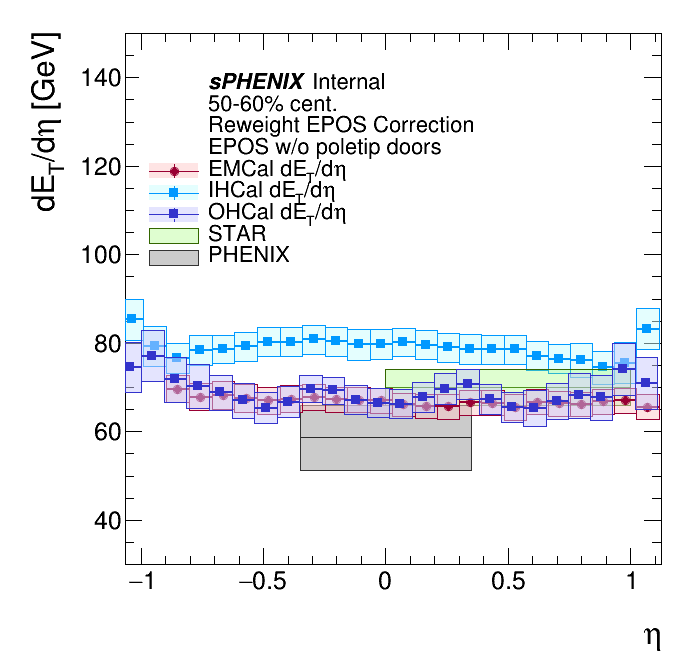 dE_T/dη [GeV]
140
120
100
80
60
40
sPHENIX Internal
50-60% cent.
Reweight EPOS Correction
EPOS w/o poletip doors
EMCal dE_T/dη
IHCal dE_T/dη
OHCal dE_T/dη
STAR
PHENIX
−1 −0.5 0 0.5 1
η